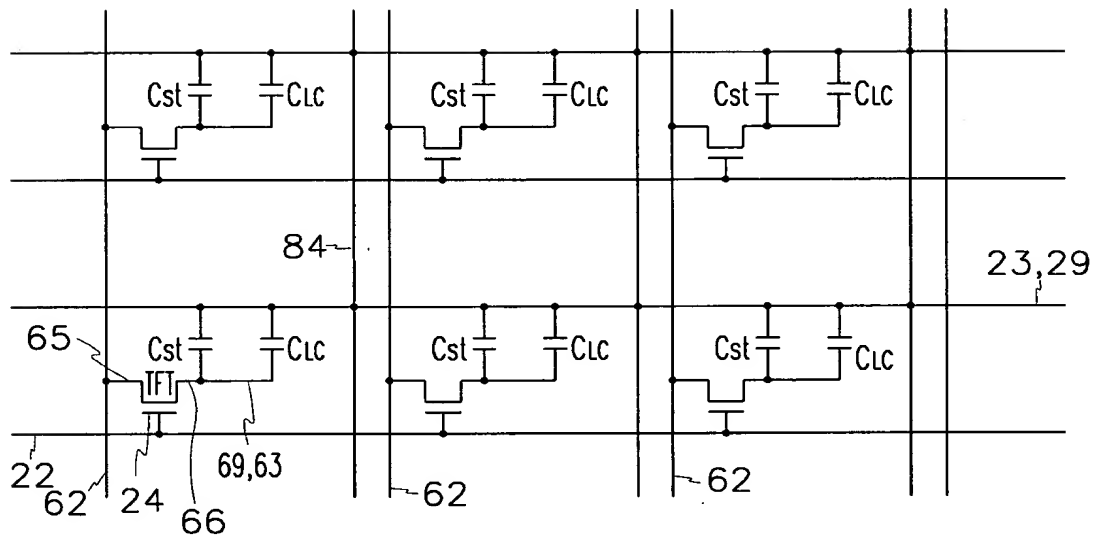 Cst CLC Cst CLC Cst CLC
84
23,29
65 Cst CLC Cst CLC Cst CLC
TFT
22 62 24 66 69,63 62 62